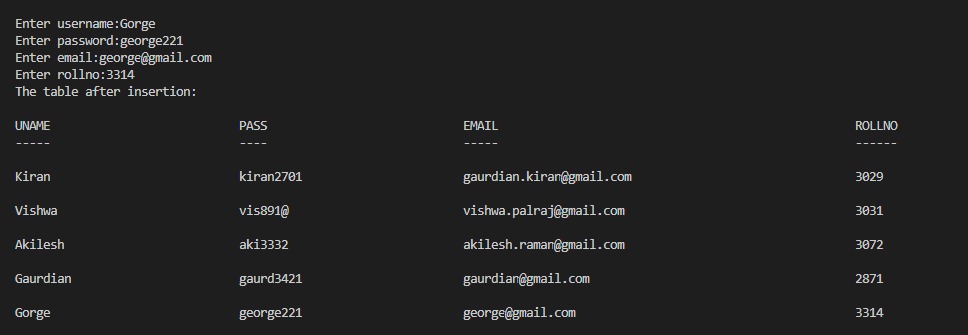 Enter username:Gorge
Enter password:george221
Enter email:george@gmail.com
Enter rollno:3314
The table after insertion:
UNAME PASS EMAIL ROLLNO
----- ---- ----- ------
Kiran kiran2701 gaurdian.kiran@gmail.com 3029
Vishwa vis891@ vishwa.palraj@gmail.com 3031
Akilesh aki3332 akilesh.raman@gmail.com 3072
Gaurdian gaurd3421 gaurdian@gmail.com 2871
Gorge george221 george@gmail.com 3314